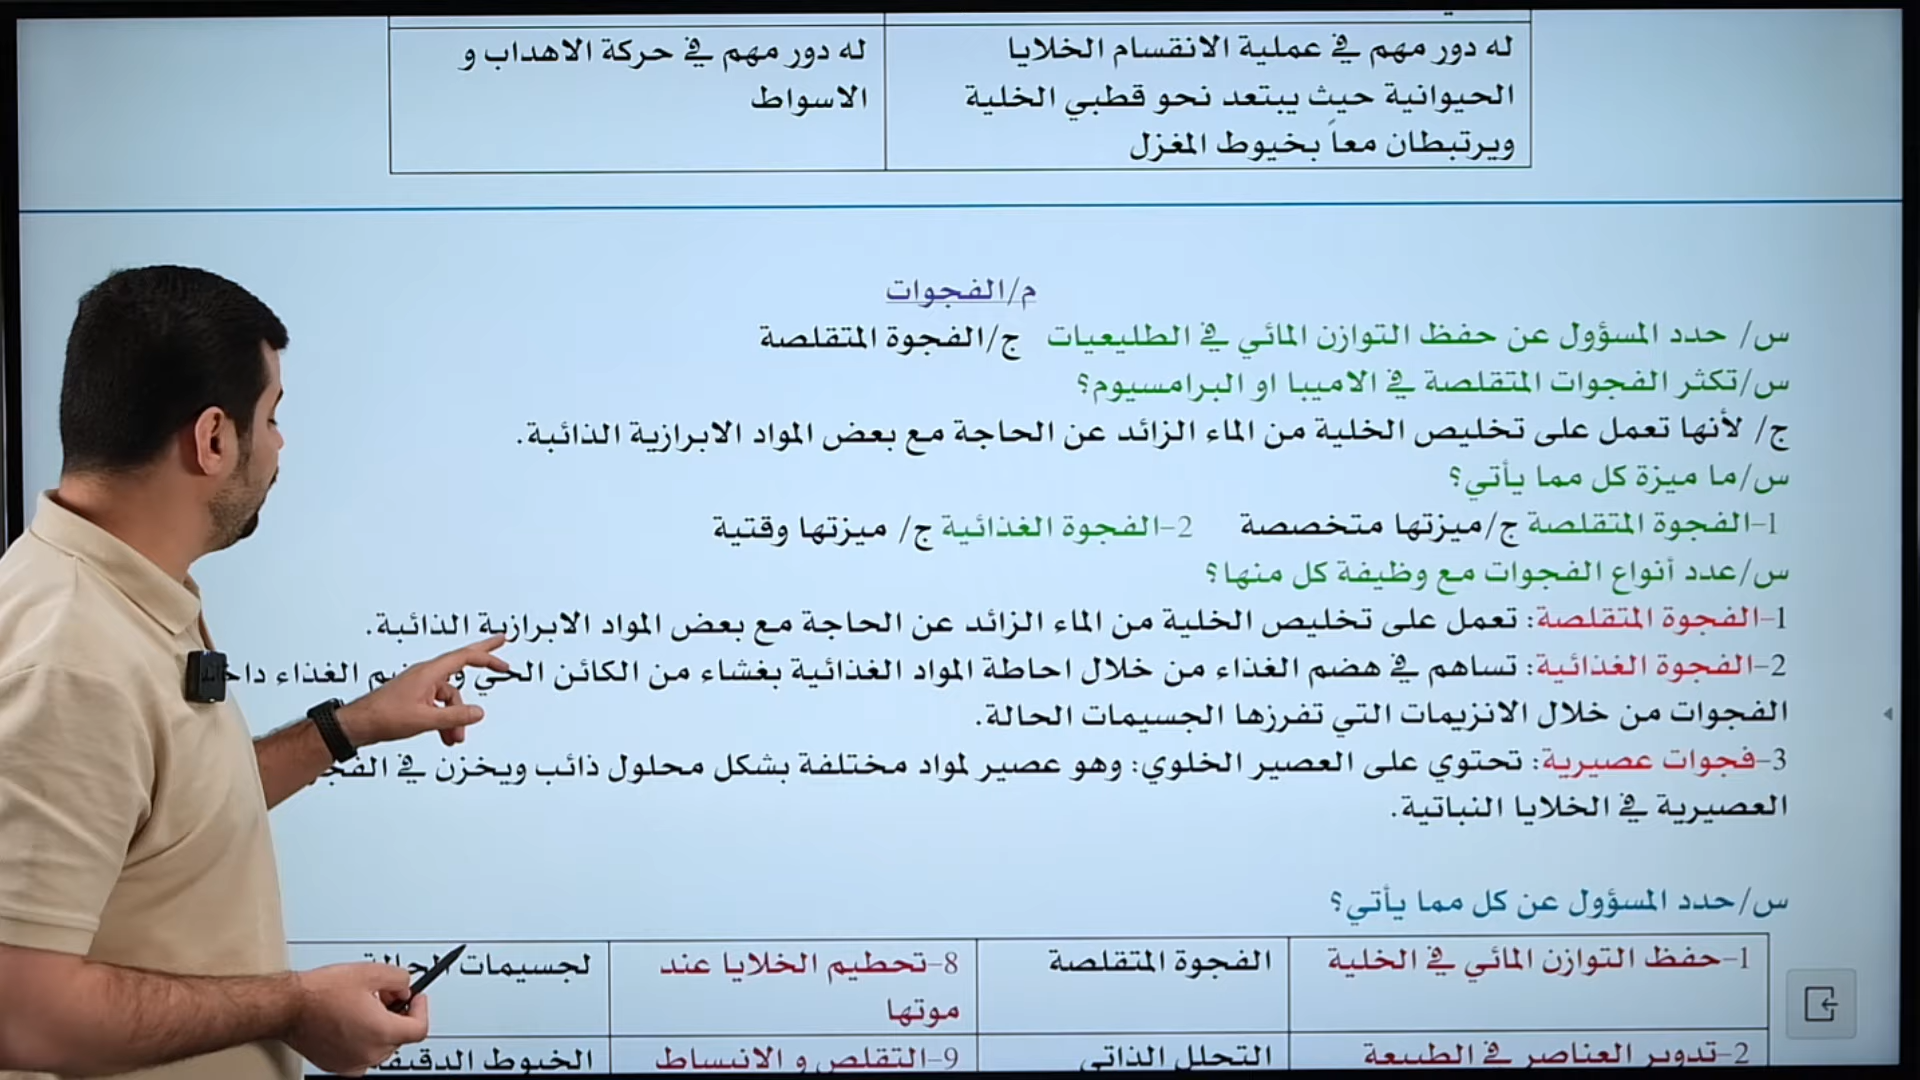 له دور مهم في عملية الانقسام الخلايا
الحيوانية حيث يبتعد نحو قطبي الخلية
ويرتبطان معاً بخيوط المغزل
له دور مهم في حركة الاهداب و
الاسواط
م/الفجوات
س/ حدد المسؤول عن حفظ التوازن المائي في الطليعيات ج/الفجوة المتقلصة
س/تكثر الفجوات المتقلصة في الاميبا او البرامسيوم؟
ج/ لأنها تعمل على تخليص الخلية من الماء الزائد عن الحاجة مع بعض المواد الابرازية الذائبة.
س/ما ميزة كل مما يأتي؟
1-الفجوة المتقلصة ج/ميزتها متخصصة 2-الفجوة الغذائية ج/ ميزتها وقتية
س/عدد أنواع الفجوات مع وظيفة كل منها؟
1-الفجوة المتقلصة: تعمل على تخليص الخلية من الماء الزائد عن الحاجة مع بعض المواد الابرازية الذائبة.
2-الفجوة الغذائية: تساهم في هضم الغذاء من خلال احاطة المواد الغذائية بغشاء من الكائن الحي الغذاء
الفجوات من خلال الانزيمات التي تفرزها الجسيمات الحالة.
3-فجوات عصيرية: تحتوي على العصير الخلوي: وهو عصير لمواد مختلفة بشكل محلول ذائب ويخزن في
العصيرية في الخلايا النباتية.
س/حدد المسؤول عن كل مما يأتي؟
1-حفظ التوازن المائي في الخلية
الفجوة المتقلصة
8-تحطيم الخلايا عند
موتها
لجسيمات الحالة
2-تدوير العناصر في الطبيعة
التحلل الذاتي
9-التقلص و الانبساط
الخيوط الدقيقة